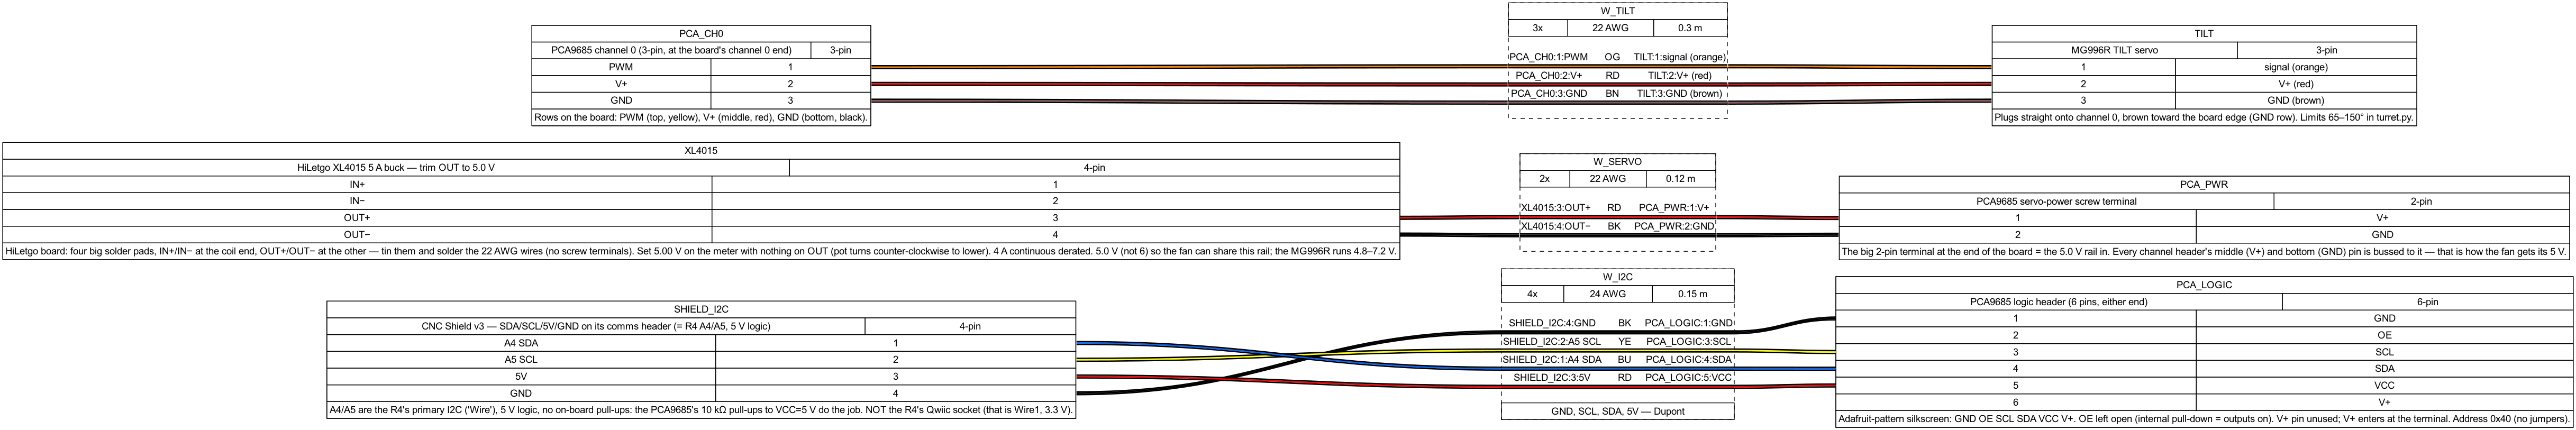 W_TILT
3x 22 AWG 0.3 m
PCA_CH0:1:PWM OG TILT:1:signal (orange)
PCA_CH0:2:V+ RD TILT:2:V+ (red)
PCA_CH0:3:GND BN TILT:3:GND (brown)
PCA_CH0
PCA9685 channel 0 (3-pin, at the board's channel 0 end) 3-pin
PWM 1
V+ 2
GND 3
Rows on the board: PWM (top, yellow), V+ (middle, red), GND (bottom, black).
TILT
MG996R TILT servo 3-pin
1 signal (orange)
2 V+ (red)
3 GND (brown)
Plugs straight onto channel 0, brown toward the board edge (GND row). Limits 65–150° in turret.py.
XL4015
HiLetgo XL4015 5 A buck — trim OUT to 5.0 V 4-pin
IN+ 1
IN− 2
OUT+ 3
OUT− 4
HiLetgo board: four big solder pads, IN+/IN− at the coil end, OUT+/OUT− at the other — tin them and solder the 22 AWG wires (no screw terminals). Set 5.00 V on the meter with nothing on OUT (pot turns counter-clockwise to lower). 4 A continuous derated. 5.0 V (not 6) so the fan can share this rail; the MG996R runs 4.8–7.2 V.
W_SERVO
2x 22 AWG 0.12 m
XL4015:3:OUT+ RD PCA_PWR:1:V+
XL4015:4:OUT− BK PCA_PWR:2:GND
PCA_PWR
PCA9685 servo-power screw terminal 2-pin
1 V+
2 GND
The big 2-pin terminal at the end of the board = the 5.0 V rail in. Every channel header's middle (V+) and bottom (GND) pin is bussed to it — that is how the fan gets its 5 V.
SHIELD_I2C
CNC Shield v3 — SDA/SCL/5V/GND on its comms header (= R4 A4/A5, 5 V logic) 4-pin
A4 SDA 1
A5 SCL 2
5V 3
GND 4
A4/A5 are the R4's primary I2C ('Wire'), 5 V logic, no on-board pull-ups: the PCA9685's 10 kΩ pull-ups to VCC=5 V do the job. NOT the R4's Qwiic socket (that is Wire1, 3.3 V).
W_I2C
4x 24 AWG 0.15 m
SHIELD_I2C:4:GND BK PCA_LOGIC:1:GND
SHIELD_I2C:2:A5 SCL YE PCA_LOGIC:3:SCL
SHIELD_I2C:1:A4 SDA BU PCA_LOGIC:4:SDA
SHIELD_I2C:3:5V RD PCA_LOGIC:5:VCC
GND, SCL, SDA, 5V — Dupont
PCA_LOGIC
PCA9685 logic header (6 pins, either end) 6-pin
1 GND
2 OE
3 SCL
4 SDA
5 VCC
6 V+
Adafruit-pattern silkscreen: GND OE SCL SDA VCC V+. OE left open (internal pull-down = outputs on). V+ pin unused; V+ enters at the terminal. Address 0x40 (no jumpers).